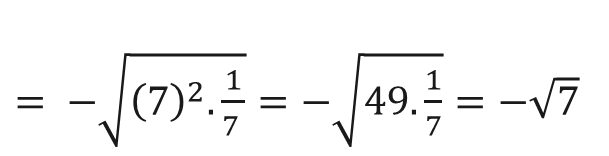 = −√((7)².1/7) = −√(49.1/7) = −√7